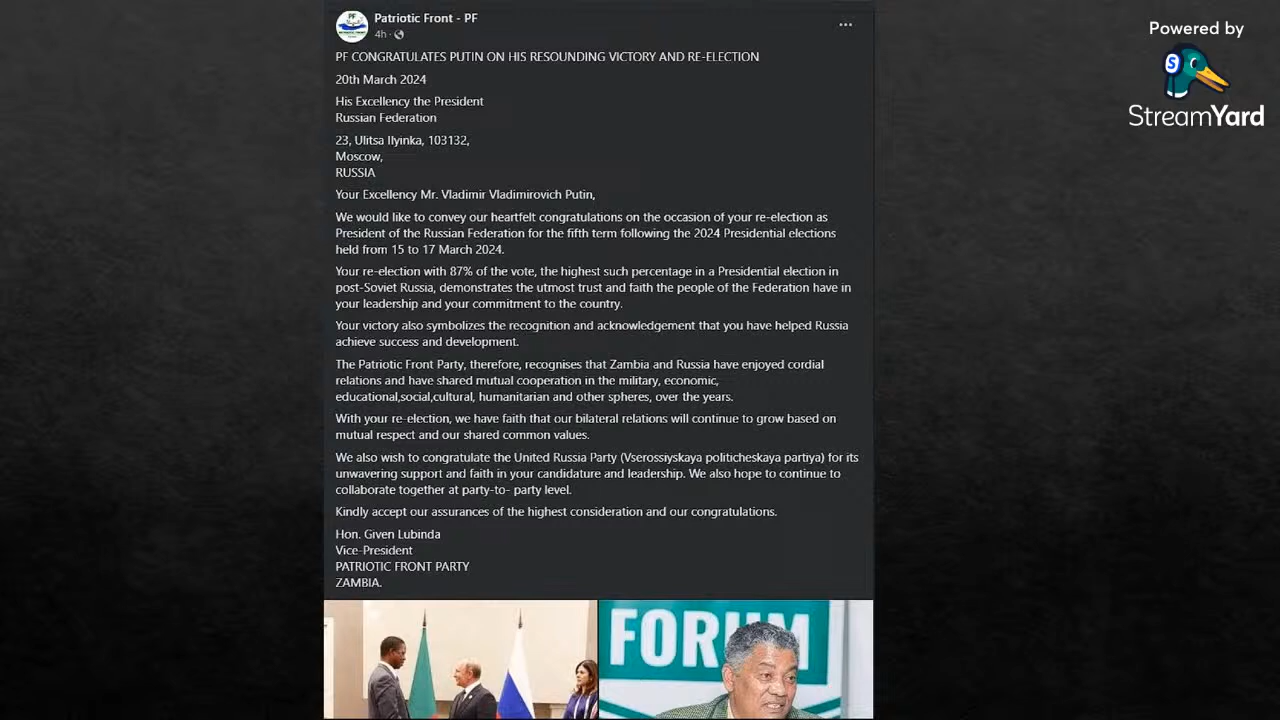 Patriotic Front - PF
4h ·
PF CONGRATULATES PUTIN ON HIS RESOUNDING VICTORY AND RE-ELECTION
20th March 2024
His Excellency the President
Russian Federation
23, Ulitsa Ilyinka, 103132,
Moscow,
RUSSIA
Your Excellency Mr. Vladimir Vladimirovich Putin,
We would like to convey our heartfelt congratulations on the occasion of your re-election as
President of the Russian Federation for the fifth term following the 2024 Presidential elections
held from 15 to 17 March 2024.
Your re-election with 87% of the vote, the highest such percentage in a Presidential election in
post-Soviet Russia, demonstrates the utmost trust and faith the people of the Federation have in
your leadership and your commitment to the country.
Your victory also symbolizes the recognition and acknowledgement that you have helped Russia
achieve success and development.
The Patriotic Front Party, therefore, recognises that Zambia and Russia have enjoyed cordial
relations and have shared mutual cooperation in the military, economic,
educational,social,cultural, humanitarian and other spheres, over the years.
With your re-election, we have faith that our bilateral relations will continue to grow based on
mutual respect and our shared common values.
We also wish to congratulate the United Russia Party (Vserossiyskaya politicheskaya partiya) for its
unwavering support and faith in your candidature and leadership. We also hope to continue to
collaborate together at party-to- party level.
Kindly accept our assurances of the highest consideration and our congratulations.
Hon. Given Lubinda
Vice-President
PATRIOTIC FRONT PARTY
ZAMBIA.
FORUM
Powered by
S
StreamYard